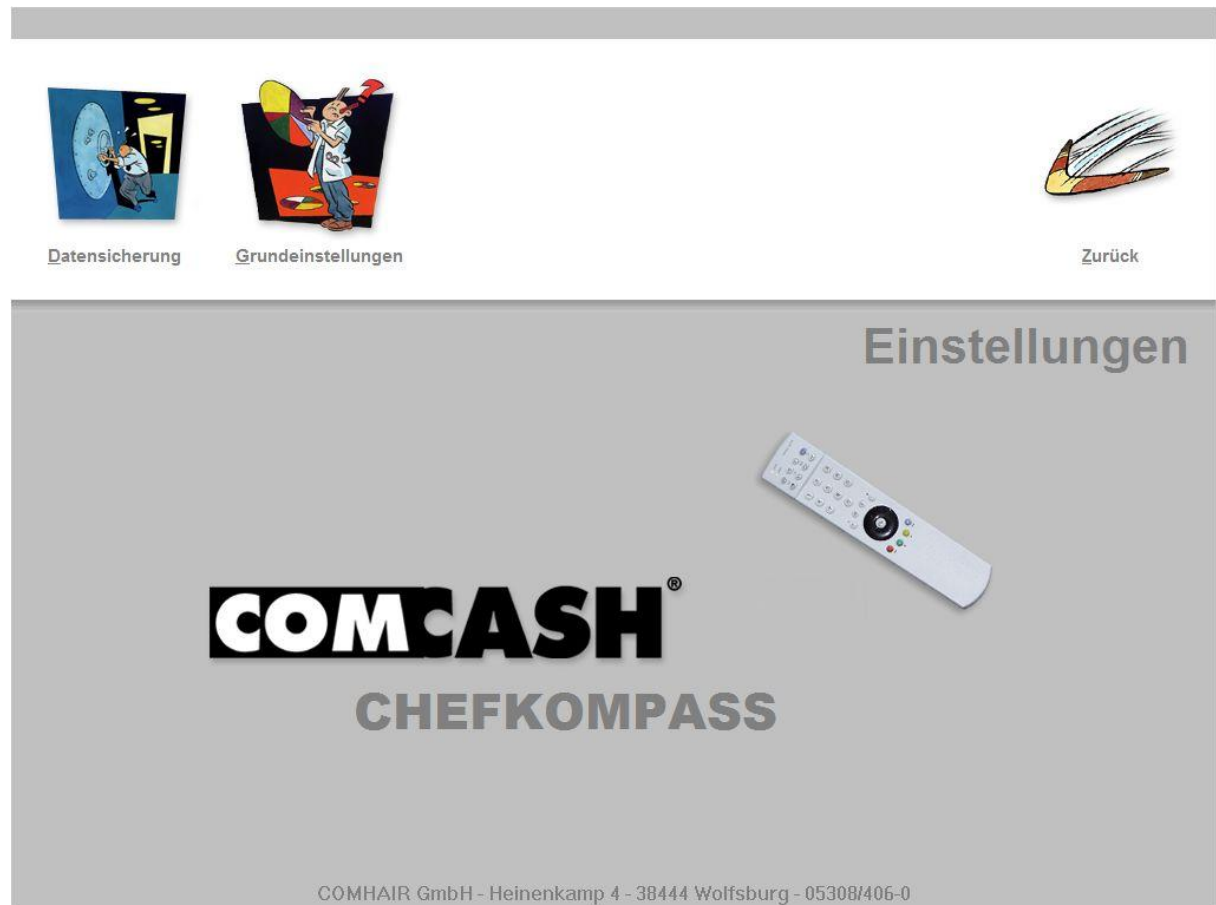 Datensicherung
Grundeinstellungen
Zurück
Einstellungen
COMCASH®
CHEFKOMPASS
COMHAIR GmbH - Heinenkamp 4 - 38444 Wolfsburg - 05308/406-0